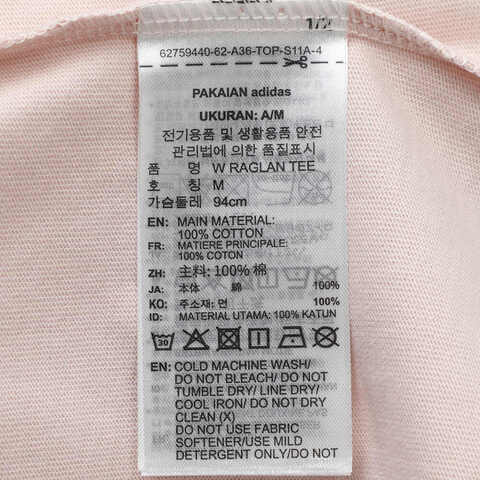 1/2
62759440-62-A36-TOP-S11A-4
PAKAIAN adidas
UKURAN: A/M
전기용품 및 생활용품 안전
관리법에 의한 품질표시
품 명 W RAGLAN TEE
호 칭 M
가슴둘레 94cm
EN: MAIN MATERIAL:
100% COTTON
FR: MATIERE PRINCIPALE:
100% COTON
ZH: 主料: 100% 棉
JA: 本体 綿 100%
KO: 주소재: 면 100%
ID: MATERIAL UTAMA: 100% KATUN
30
EN: COLD MACHINE WASH/
DO NOT BLEACH/ DO NOT
TUMBLE DRY/ LINE DRY/
COOL IRON/ DO NOT DRY
CLEAN (X)
DO NOT USE FABRIC
SOFTENER/USE MILD
DETERGENT ONLY/DO NOT